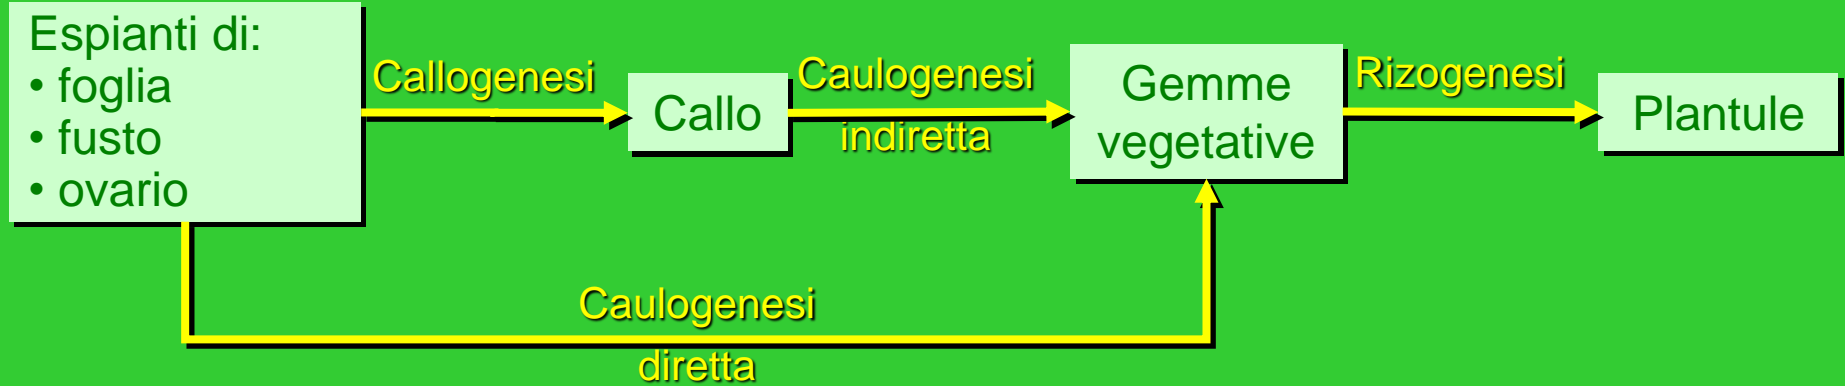 Espianti di:
• foglia
• fusto
• ovario
Callogenesi
Callo
Caulogenesi
indiretta
Gemme
vegetative
Rizogenesi
Plantule
Caulogenesi
diretta